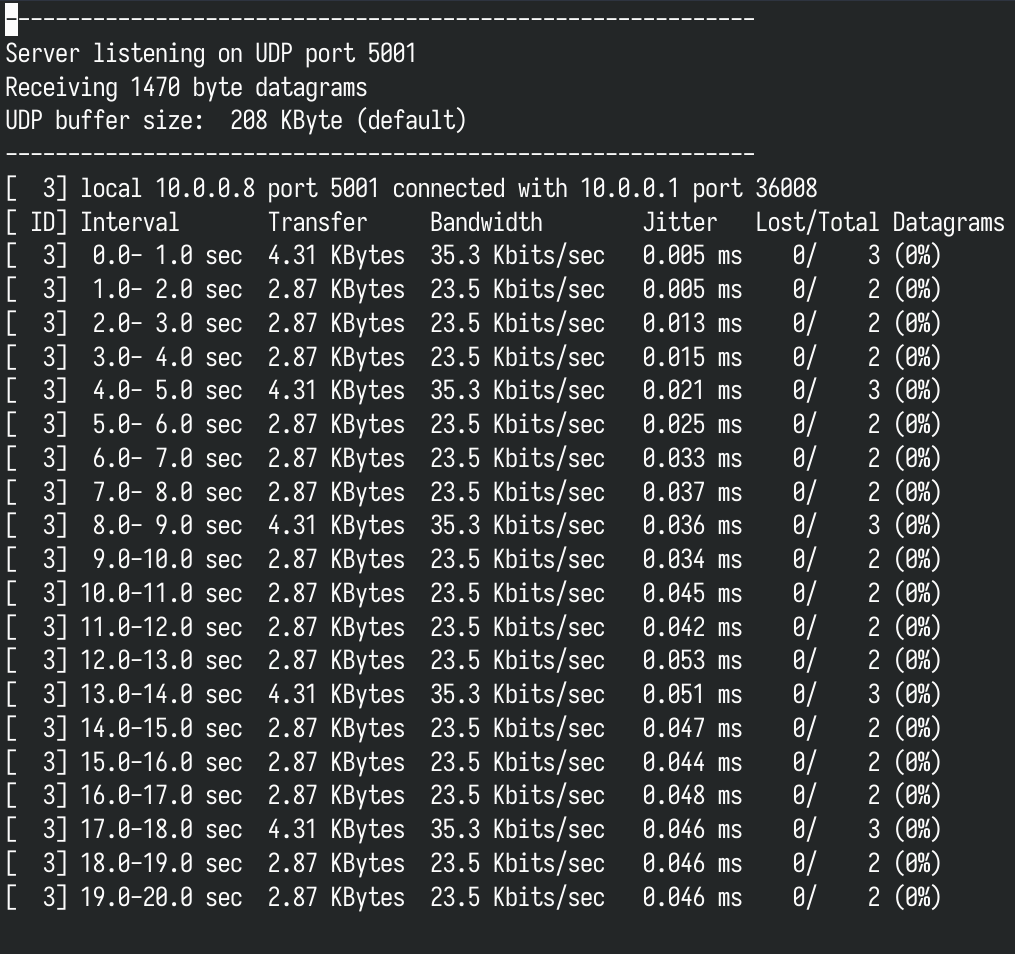 ------------------------------------------------------------
Server listening on UDP port 5001
Receiving 1470 byte datagrams
UDP buffer size:  208 KByte (default)
------------------------------------------------------------
[  3] local 10.0.0.8 port 5001 connected with 10.0.0.1 port 36008
[ ID] Interval       Transfer     Bandwidth        Jitter   Lost/Total Datagrams
[  3]  0.0- 1.0 sec  4.31 KBytes  35.3 Kbits/sec   0.005 ms    0/    3 (0%)
[  3]  1.0- 2.0 sec  2.87 KBytes  23.5 Kbits/sec   0.005 ms    0/    2 (0%)
[  3]  2.0- 3.0 sec  2.87 KBytes  23.5 Kbits/sec   0.013 ms    0/    2 (0%)
[  3]  3.0- 4.0 sec  2.87 KBytes  23.5 Kbits/sec   0.015 ms    0/    2 (0%)
[  3]  4.0- 5.0 sec  4.31 KBytes  35.3 Kbits/sec   0.021 ms    0/    3 (0%)
[  3]  5.0- 6.0 sec  2.87 KBytes  23.5 Kbits/sec   0.025 ms    0/    2 (0%)
[  3]  6.0- 7.0 sec  2.87 KBytes  23.5 Kbits/sec   0.033 ms    0/    2 (0%)
[  3]  7.0- 8.0 sec  2.87 KBytes  23.5 Kbits/sec   0.037 ms    0/    2 (0%)
[  3]  8.0- 9.0 sec  4.31 KBytes  35.3 Kbits/sec   0.036 ms    0/    3 (0%)
[  3]  9.0-10.0 sec  2.87 KBytes  23.5 Kbits/sec   0.034 ms    0/    2 (0%)
[  3] 10.0-11.0 sec  2.87 KBytes  23.5 Kbits/sec   0.045 ms    0/    2 (0%)
[  3] 11.0-12.0 sec  2.87 KBytes  23.5 Kbits/sec   0.042 ms    0/    2 (0%)
[  3] 12.0-13.0 sec  2.87 KBytes  23.5 Kbits/sec   0.053 ms    0/    2 (0%)
[  3] 13.0-14.0 sec  4.31 KBytes  35.3 Kbits/sec   0.051 ms    0/    3 (0%)
[  3] 14.0-15.0 sec  2.87 KBytes  23.5 Kbits/sec   0.047 ms    0/    2 (0%)
[  3] 15.0-16.0 sec  2.87 KBytes  23.5 Kbits/sec   0.044 ms    0/    2 (0%)
[  3] 16.0-17.0 sec  2.87 KBytes  23.5 Kbits/sec   0.048 ms    0/    2 (0%)
[  3] 17.0-18.0 sec  4.31 KBytes  35.3 Kbits/sec   0.046 ms    0/    3 (0%)
[  3] 18.0-19.0 sec  2.87 KBytes  23.5 Kbits/sec   0.046 ms    0/    2 (0%)
[  3] 19.0-20.0 sec  2.87 KBytes  23.5 Kbits/sec   0.046 ms    0/    2 (0%)